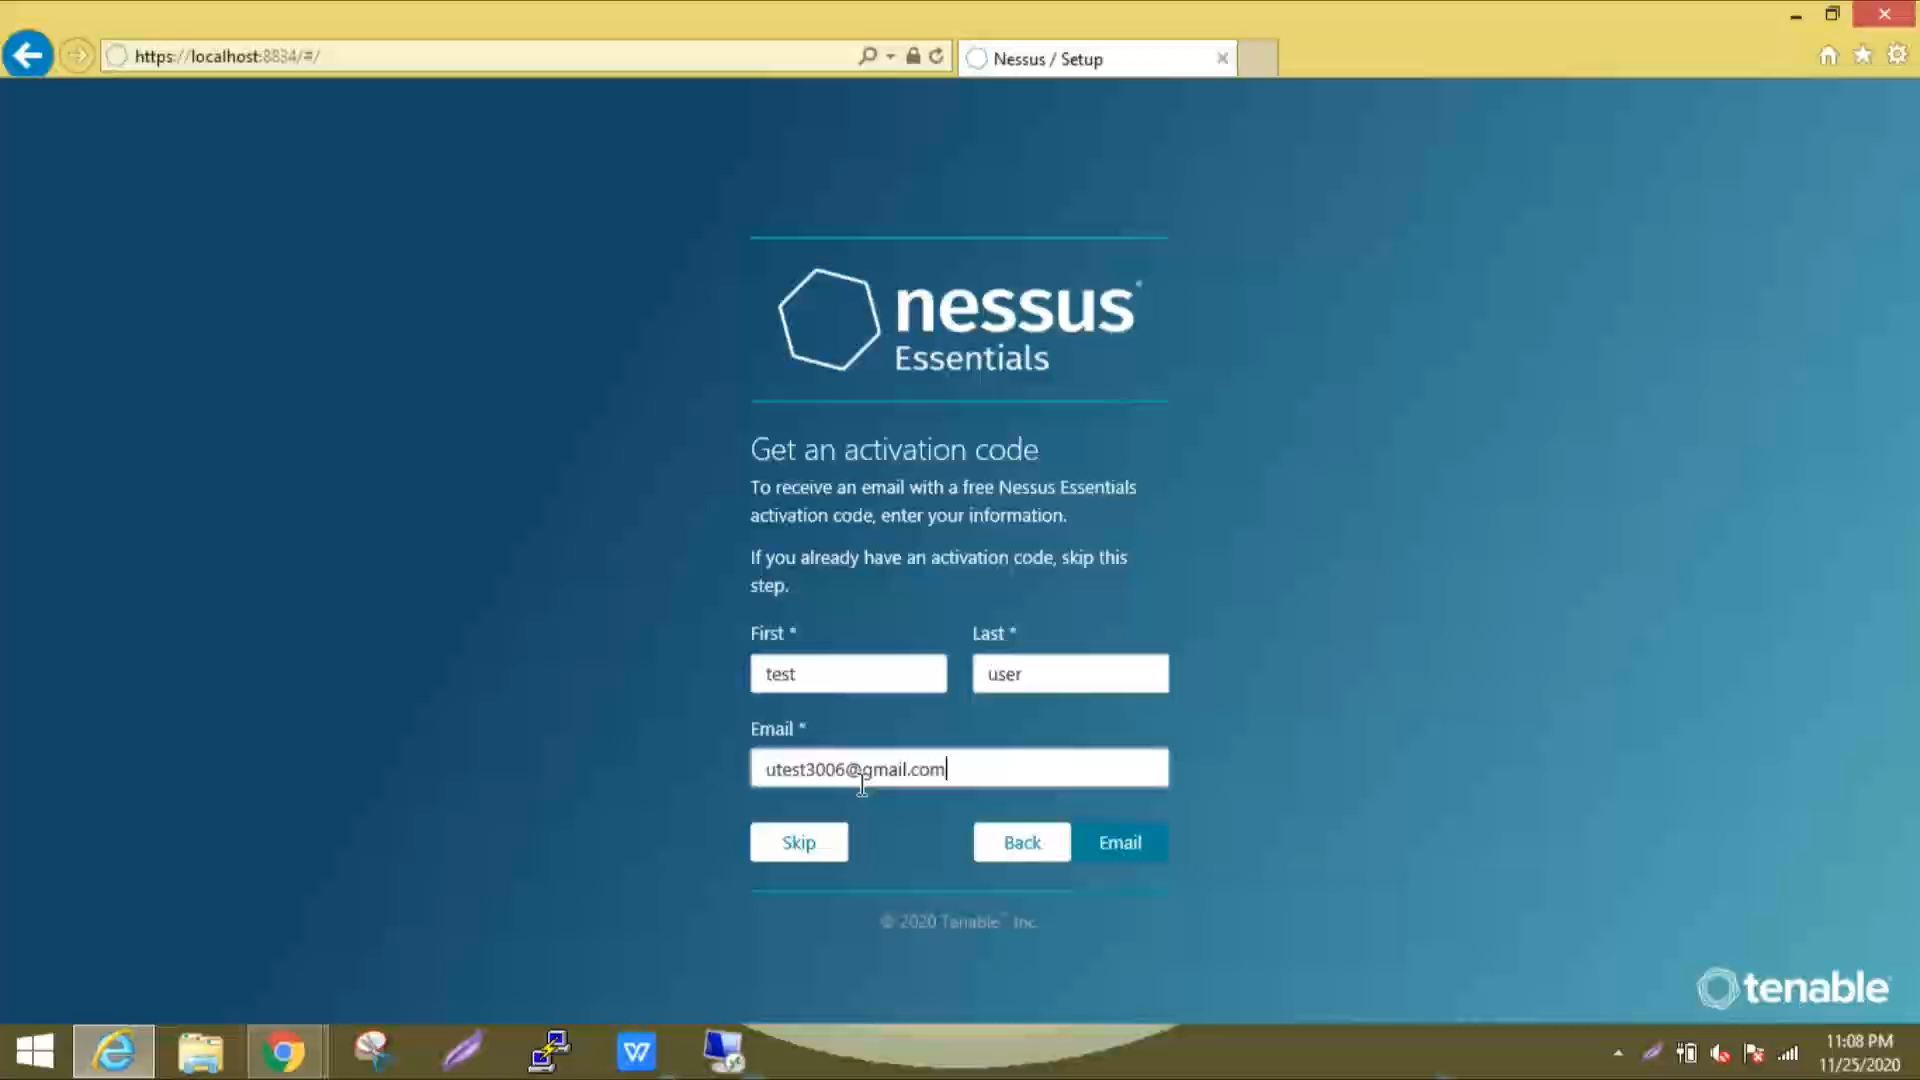 https://localhost:8834/#/
Nessus / Setup
nessus
Essentials
Get an activation code
To receive an email with a free Nessus Essentials
activation code, enter your information.
If you already have an activation code, skip this
step.
First * Last *
test user
Email *
utest3006@gmail.com
Skip Back Email
© 2020 Tenable™ Inc.
tenable
11:08 PM
11/25/2020